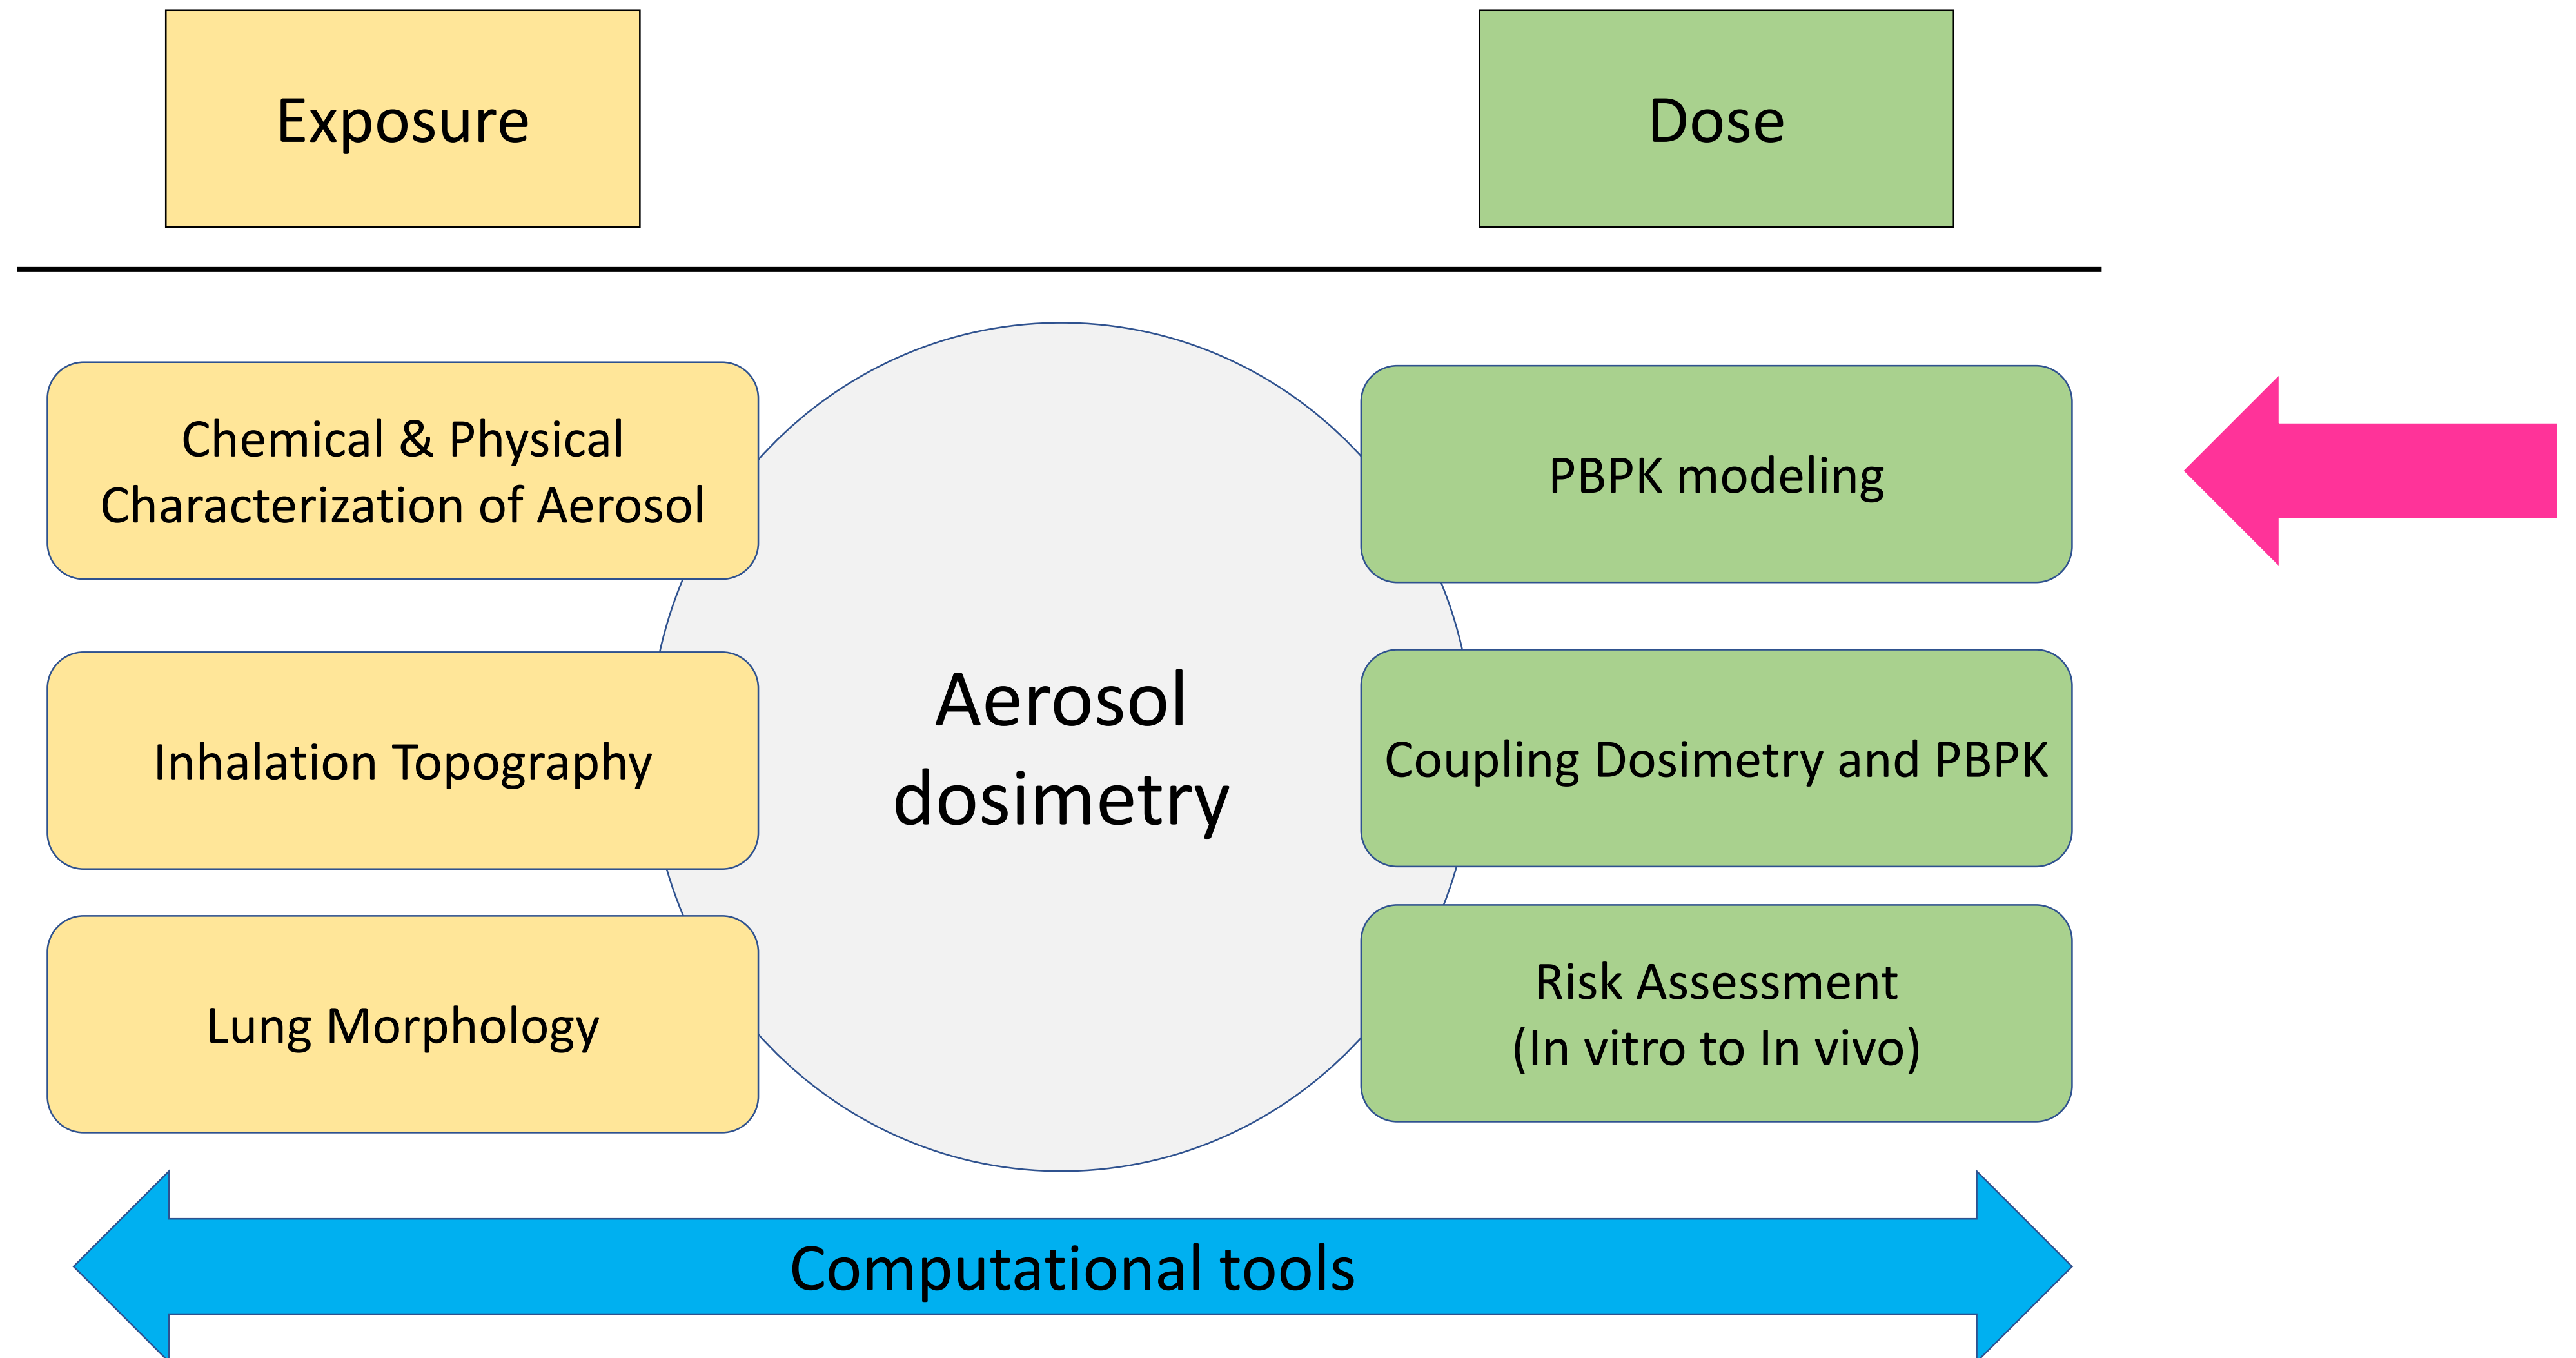 Exposure
Dose
Chemical & Physical
Characterization of Aerosol
Inhalation Topography
Lung Morphology
Aerosol
dosimetry
PBPK modeling
Coupling Dosimetry and PBPK
Risk Assessment
(In vitro to In vivo)
Computational tools